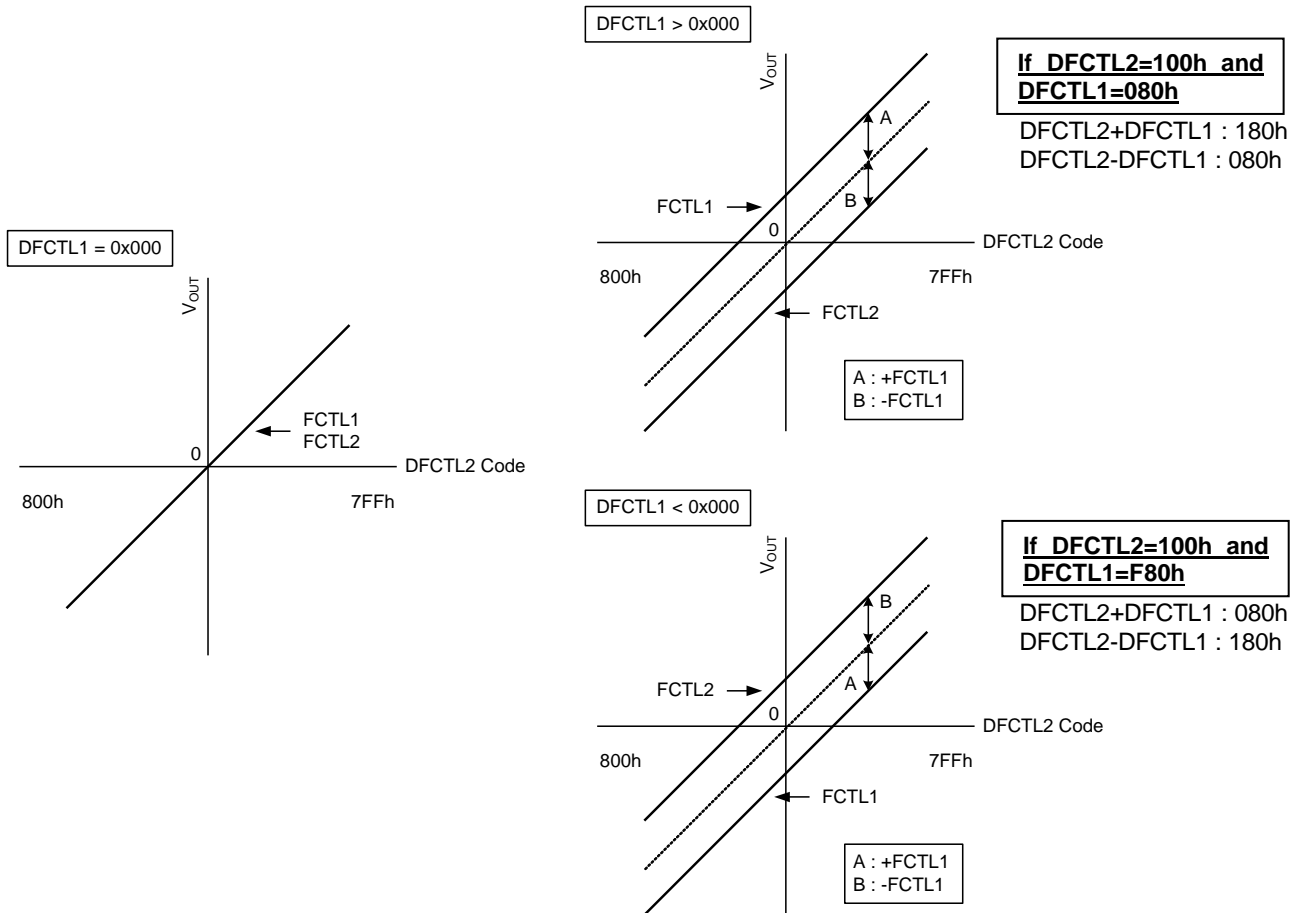 DFCTL1 = 0x000
VOUT
FCTL1
FCTL2
0
DFCTL2 Code
800h
7FFh
DFCTL1 > 0x000
VOUT
A
FCTL1
B
0
DFCTL2 Code
800h
7FFh
FCTL2
A : +FCTL1
B : -FCTL1
If DFCTL2=100h and
DFCTL1=080h
DFCTL2+DFCTL1 : 180h
DFCTL2-DFCTL1 : 080h
DFCTL1 < 0x000
VOUT
B
FCTL2
A
0
DFCTL2 Code
800h
7FFh
FCTL1
A : +FCTL1
B : -FCTL1
If DFCTL2=100h and
DFCTL1=F80h
DFCTL2+DFCTL1 : 080h
DFCTL2-DFCTL1 : 180h